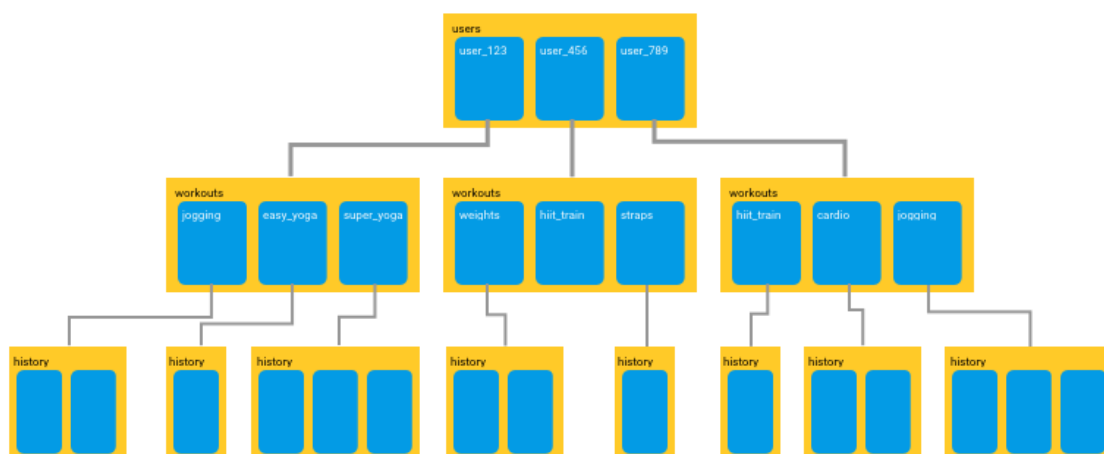 users
user_123
user_456
user_789
workouts
jogging
easy_yoga
super_yoga
workouts
weights
hiit_train
straps
workouts
hiit_train
cardio
jogging
history
history
history
history
history
history
history
history